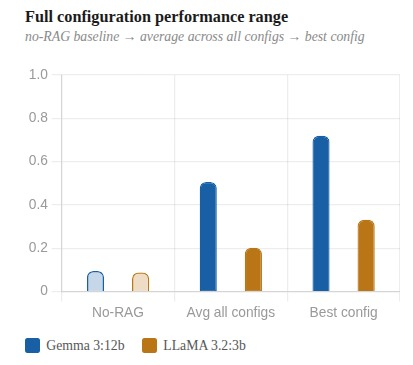 Full configuration performance range
no-RAG baseline → average across all configs → best config
1.0
0.8
0.6
0.4
0.2
0
No-RAG Avg all configs Best config
Gemma 3:12b LLaMA 3.2:3b